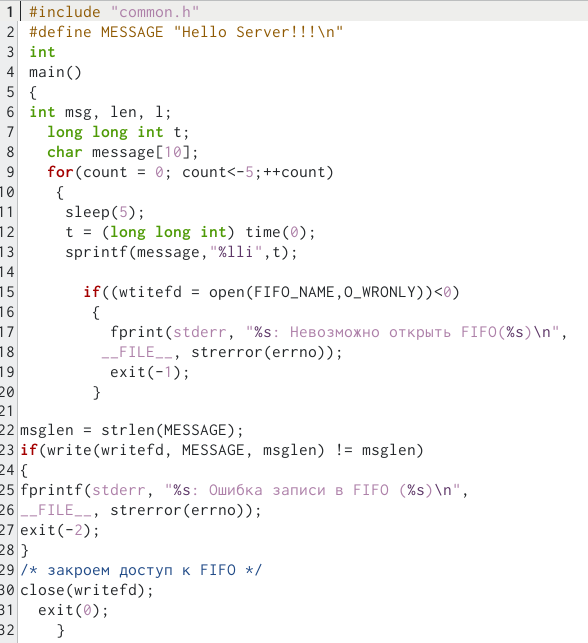 1 #include "common.h"
2 #define MESSAGE "Hello Server!!!\n"
3 int
4 main()
5 {
6 int msg, len, l;
7 long long int t;
8 char message[10];
9 for(count = 0; count<-5;++count)
10 {
11 sleep(5);
12 t = (long long int) time(0);
13 sprintf(message,"%lli",t);
14
15 if((wtitefd = open(FIFO_NAME,O_WRONLY))<0)
16 {
17 fprint(stderr, "%s: Невозможно открыть FIFO(%s)\n",
18 __FILE__, strerror(errno));
19 exit(-1);
20 }
21
22 msglen = strlen(MESSAGE);
23 if(write(writefd, MESSAGE, msglen) != msglen)
24 {
25 fprintf(stderr, "%s: Ошибка записи в FIFO (%s)\n",
26 __FILE__, strerror(errno));
27 exit(-2);
28 }
29 /* закроем доступ к FIFO */
30 close(writefd);
31 exit(0);
32 }